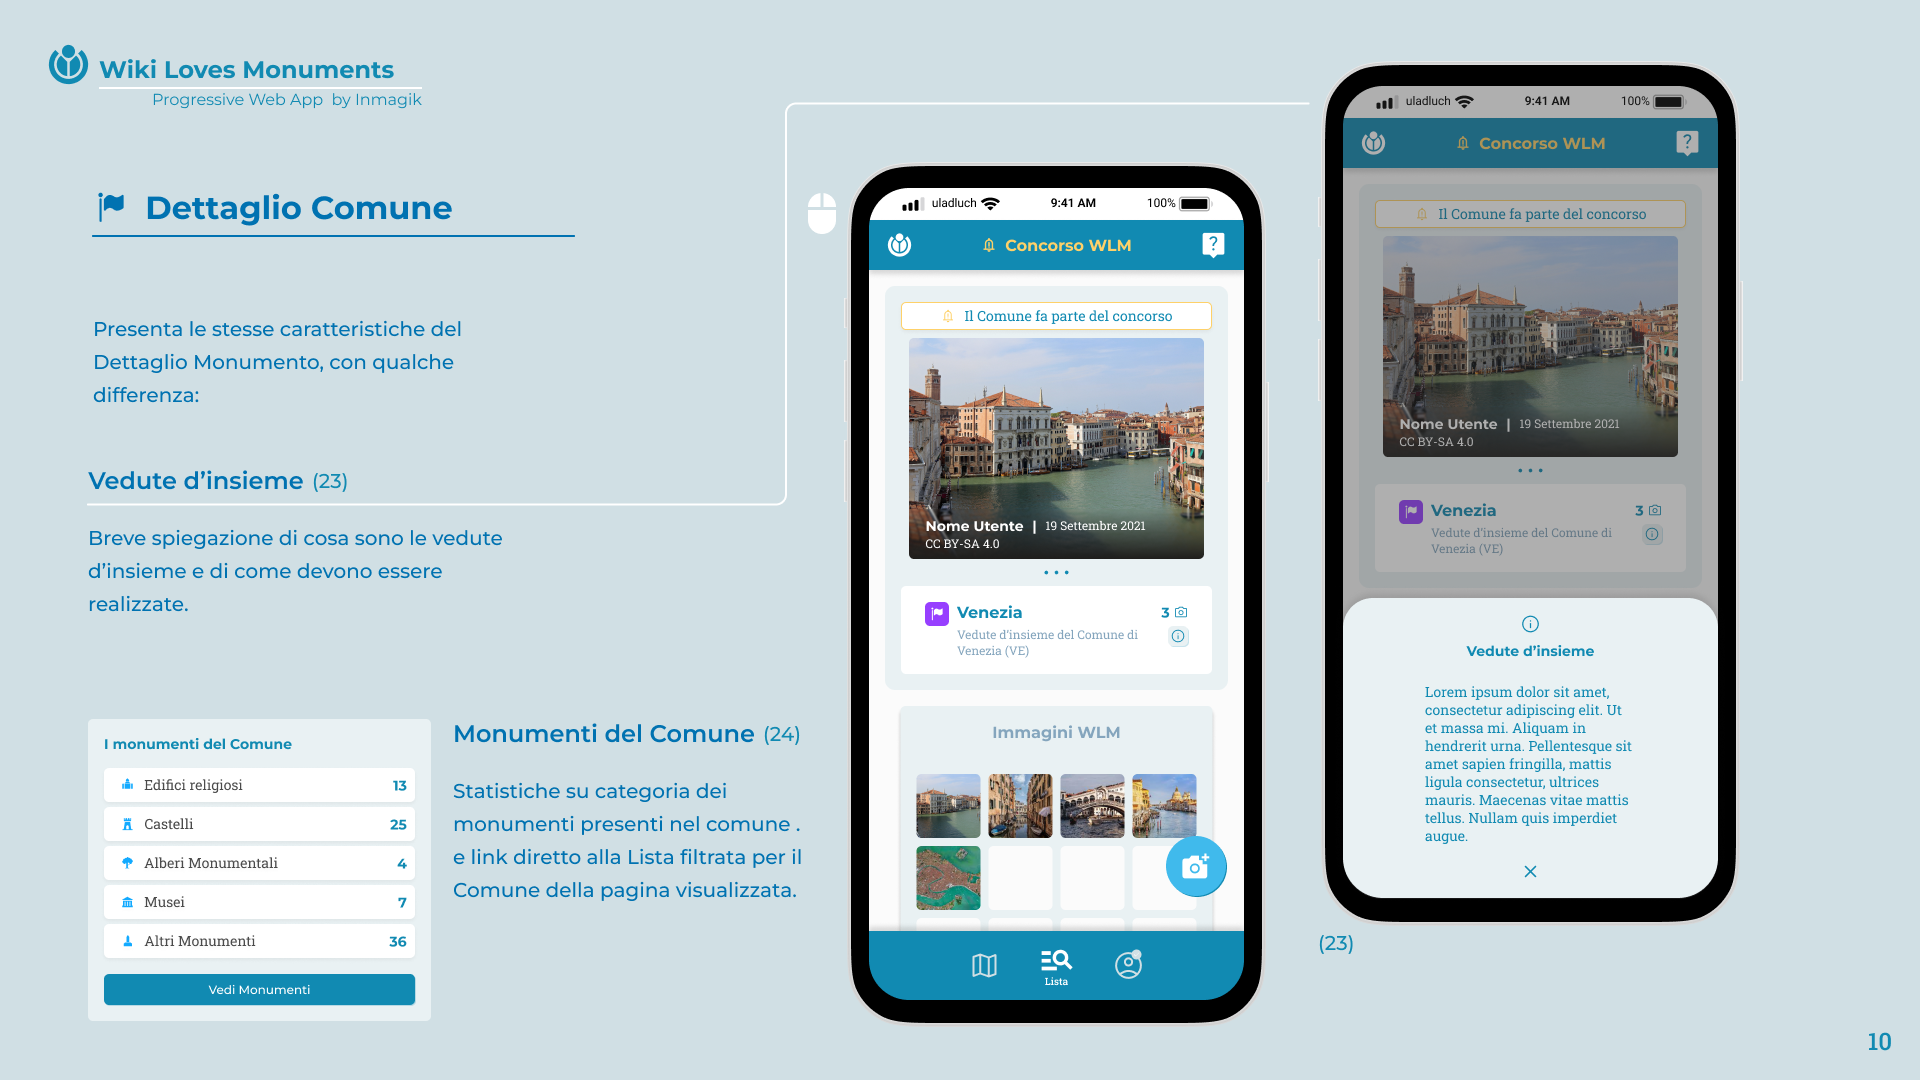 Wiki Loves Monuments
Progressive Web App by Inmagik
Dettaglio Comune
Presenta le stesse caratteristiche del
Dettaglio Monumento, con qualche
differenza:
Vedute d’insieme (23)
Breve spiegazione di cosa sono le vedute
d’insieme e di come devono essere
realizzate.
I monumenti del Comune
Edifici religiosi 13
Castelli 25
Alberi Monumentali 4
Musei 7
Altri Monumenti 36
Vedi Monumenti
Monumenti del Comune (24)
Statistiche su categoria dei
monumenti presenti nel comune .
e link diretto alla Lista filtrata per il
Comune della pagina visualizzata.
uladluch 9:41 AM 100%
Concorso WLM ?
Il Comune fa parte del concorso
Nome Utente | 19 Settembre 2021
CC BY-SA 4.0
Venezia 3
Vedute d’insieme del Comune di
Venezia (VE)
Immagini WLM
Lista
uladluch 9:41 AM 100%
Concorso WLM ?
Il Comune fa parte del concorso
Nome Utente | 19 Settembre 2021
CC BY-SA 4.0
Venezia 3
Vedute d’insieme del Comune di
Venezia (VE)
Vedute d’insieme
Lorem ipsum dolor sit amet,
consectetur adipiscing elit. Ut
et massa mi. Aliquam in
hendrerit urna. Pellentesque sit
amet sapien fringilla, mattis
ligula consectetur, ultrices
mauris. Maecenas vitae mattis
tellus. Nullam quis imperdiet
augue.
(23)
10